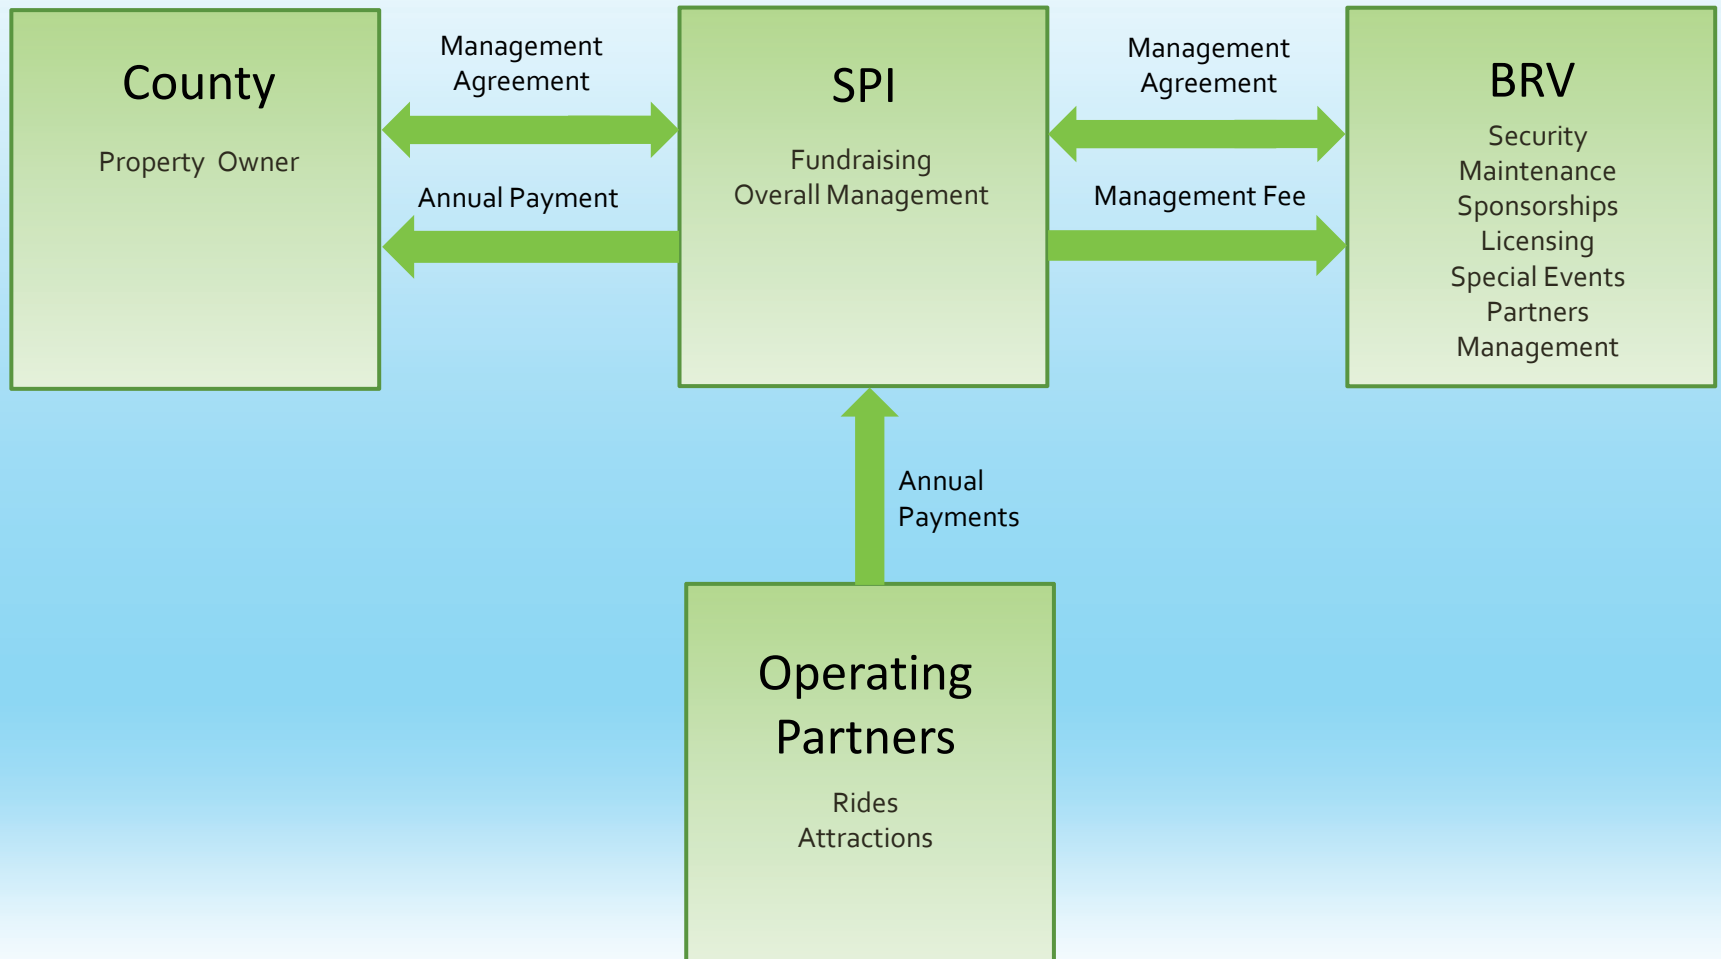 County
Property Owner
Management
Agreement
Annual Payment
SPI
Fundraising
Overall Management
Management
Agreement
Management Fee
BRV
Security
Maintenance
Sponsorships
Licensing
Special Events
Partners
Management
Annual
Payments
Operating
Partners
Rides
Attractions